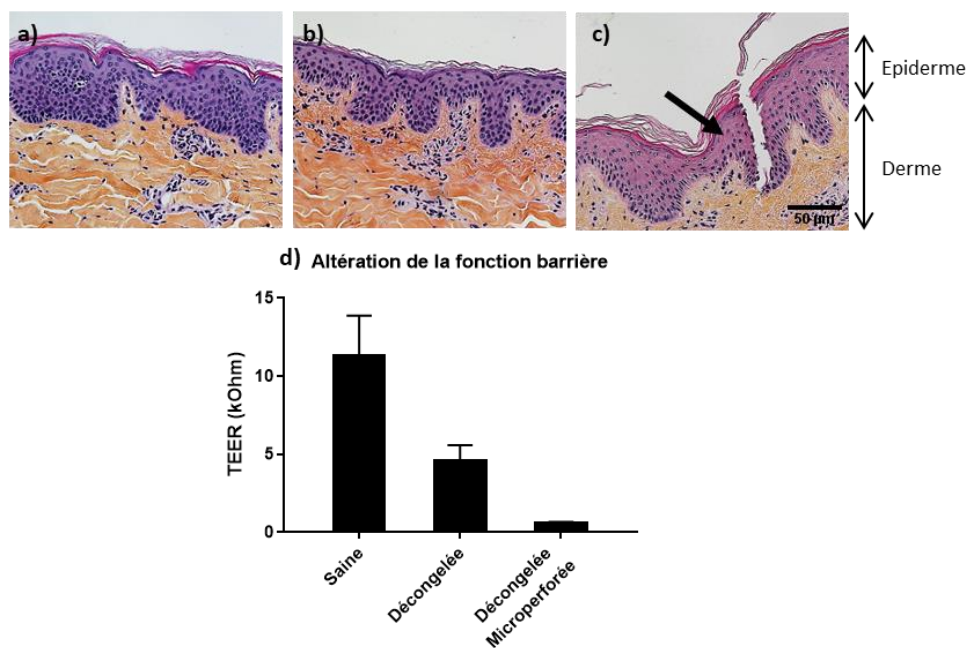 a)
b)
c)
Epiderme
Derme
50 µm
d) Altération de la fonction barrière
TEER (kOhm)
15
10
5
0
Saine
Décongelée
Décongelée
Microperforée